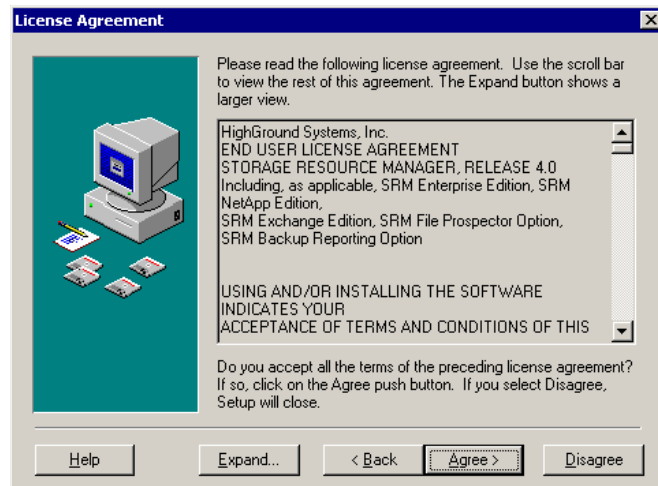 License Agreement
Please read the following license agreement. Use the scroll bar
to view the rest of this agreement. The Expand button shows a
larger view.
HighGround Systems, Inc.
END USER LICENSE AGREEMENT
STORAGE RESOURCE MANAGER, RELEASE 4.0
Including, as applicable, SRM Enterprise Edition, SRM
NetApp Edition,
SRM Exchange Edition, SRM File Prospector Option,
SRM Backup Reporting Option
USING AND/OR INSTALLING THE SOFTWARE
INDICATES YOUR
ACCEPTANCE OF TERMS AND CONDITIONS OF THIS
Do you accept all the terms of the preceding license agreement?
If so, click on the Agree push button. If you select Disagree,
Setup will close.
Help Expand... < Back Agree > Disagree